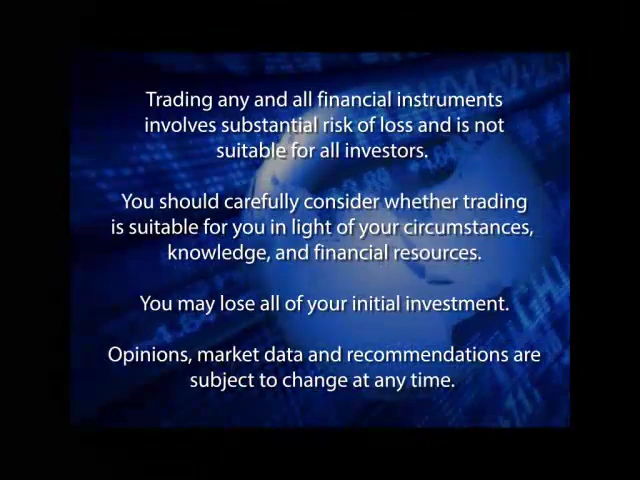 Trading any and all financial instruments
involves substantial risk of loss and is not
suitable for all investors.
You should carefully consider whether trading
is suitable for you in light of your circumstances,
knowledge, and financial resources.
You may lose all of your initial investment.
Opinions, market data and recommendations are
subject to change at any time.